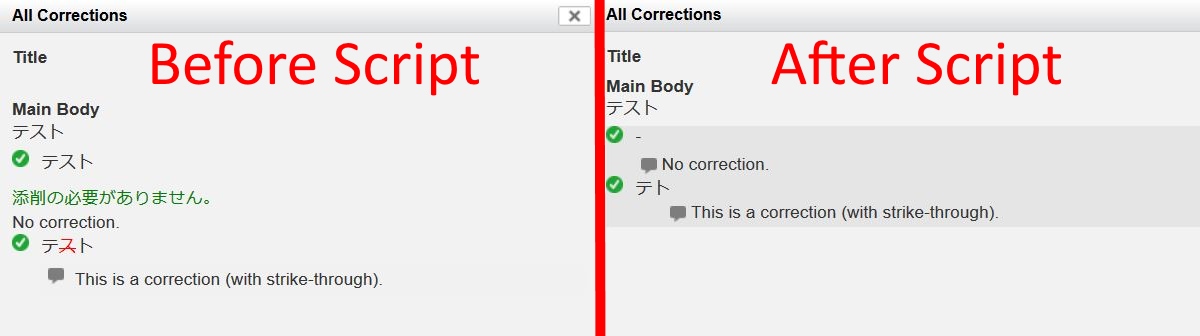 All Corrections
Title
Before Script
Main Body
テスト
テスト
添削の必要がありません。
No correction.
テスト
This is a correction (with strike-through).
All Corrections
Title
After Script
Main Body
テスト
-
No correction.
テト
This is a correction (with strike-through).